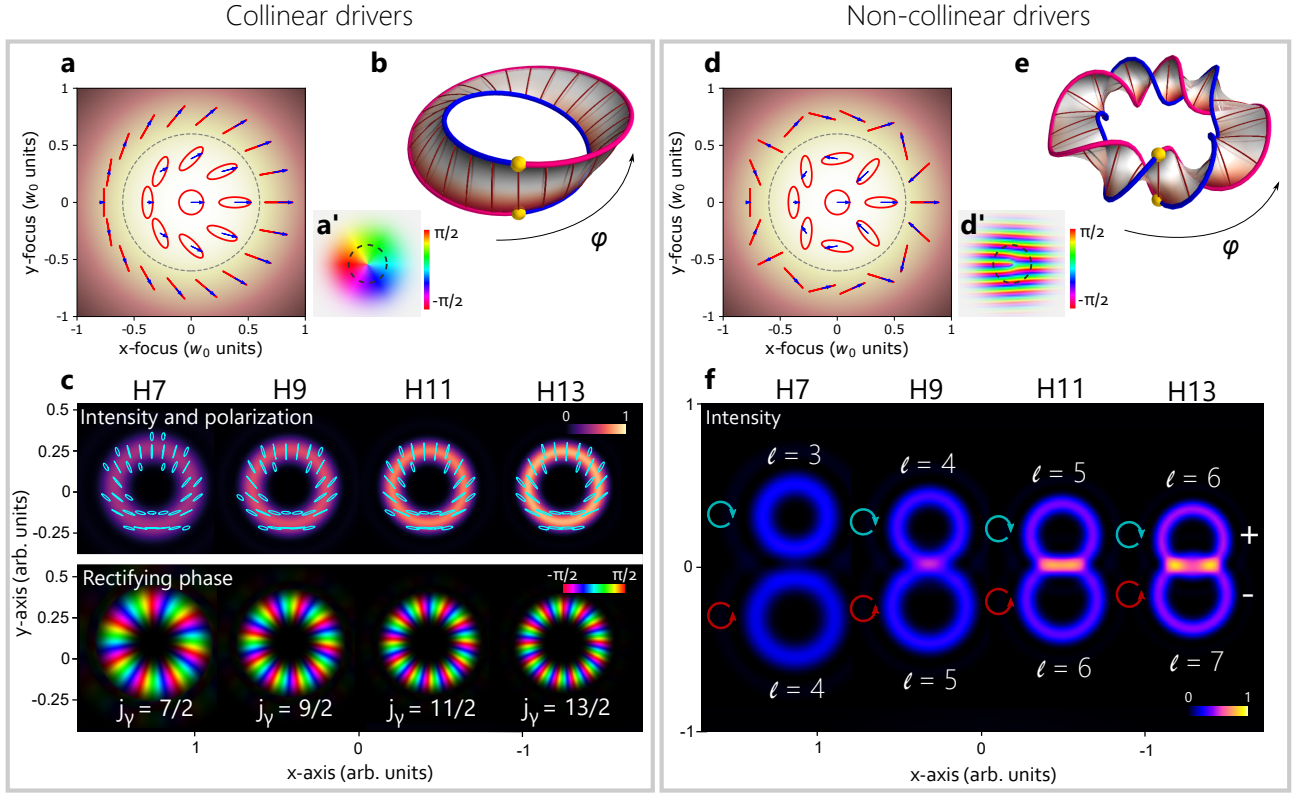 Collinear drivers
Non-collinear drivers
a
y-focus (w₀ units)
1
0.5
0
-0.5
-1
-1
-0.5
0
0.5
1
x-focus (w₀ units)
a'
π/2
-π/2
b
φ
c
H7
H9
H11
H13
Intensity and polarization
0
1
y-axis (arb. units)
0.5
0.25
0
-0.25
Rectifying phase
-π/2
π/2
0.5
0.25
0
-0.25
jγ = 7/2
jγ = 9/2
jγ = 11/2
jγ = 13/2
1
0
-1
x-axis (arb. units)
d
y-focus (w₀ units)
1
0.5
0
-0.5
-1
-1
-0.5
0
0.5
1
x-focus (w₀ units)
d'
π/2
-π/2
e
φ
f
H7
H9
H11
H13
Intensity
y-axis (arb. units)
1
0
-1
ℓ = 3
ℓ = 4
ℓ = 5
ℓ = 6
+
-
ℓ = 4
ℓ = 5
ℓ = 6
ℓ = 7
0
1
1
0
-1
x-axis (arb. units)